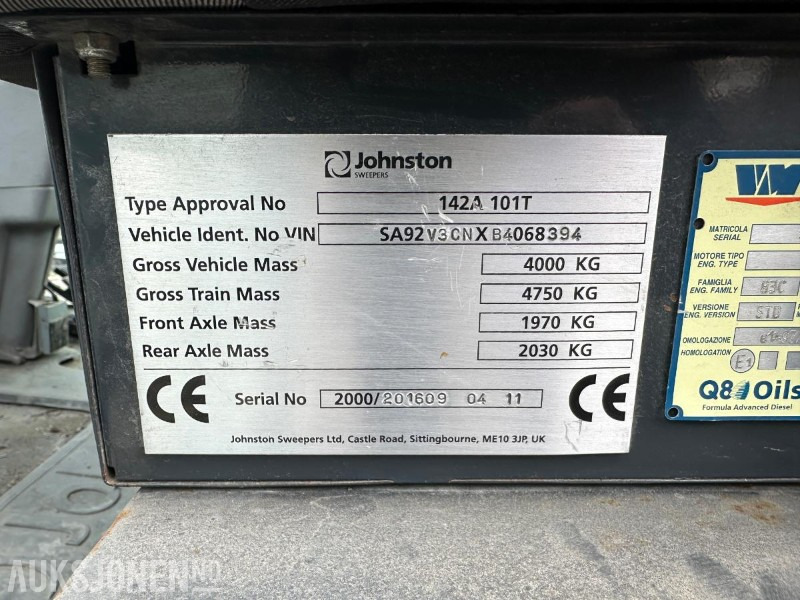 Johnston
SWEEPERS
Type Approval No 142A 101T
Vehicle Ident. No VIN SA92V3CNXB4068394
Gross Vehicle Mass 4000 KG
Gross Train Mass 4750 KG
Front Axle Mass 1970 KG
Rear Axle Mass 2030 KG
CE Serial No 2000/201609 04 11 CE
Johnston Sweepers Ltd, Castle Road, Sittingbourne, ME10 3JP, UK
VM
MATRICOLA
SERIAL
MOTORE TIPO
ENG. TYPE
FAMIGLIA
ENG. FAMILY 63C
VERSIONE
ENG. VERSION
OMOLOGAZIONE
HOMOLOGATION E1
Q8 Oils
Formula Advanced Diesel
AUKSJONEN.NO